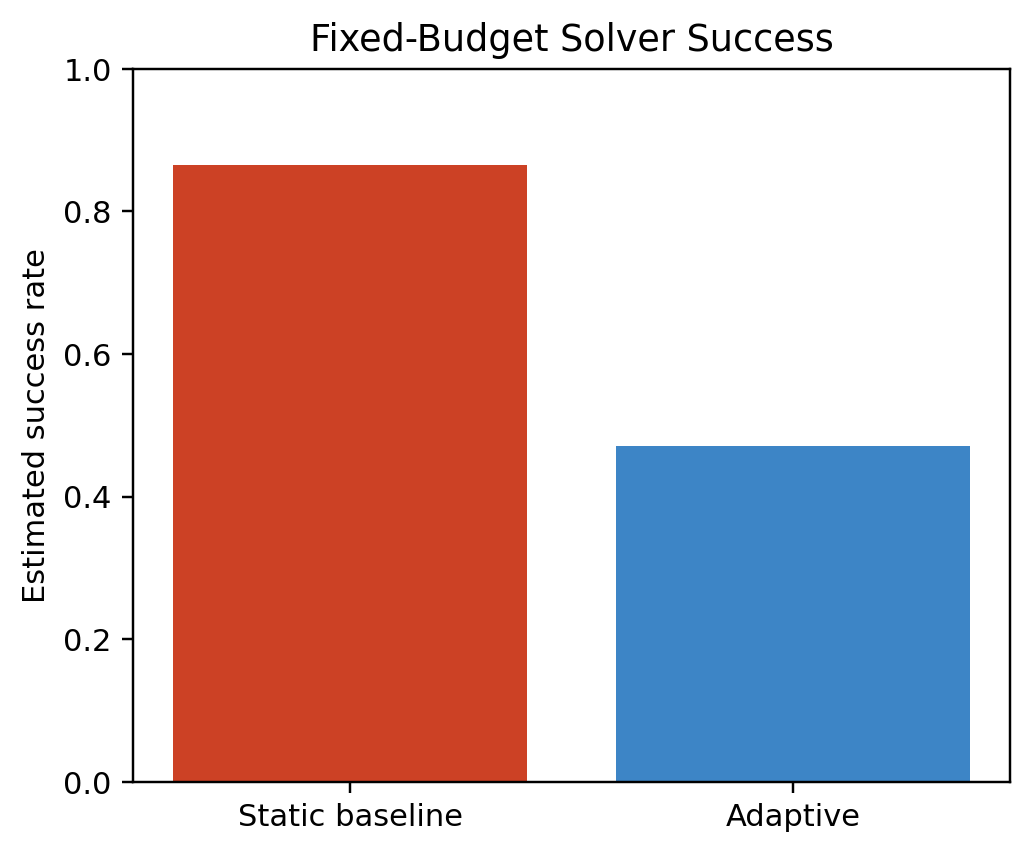 Fixed-Budget Solver Success
Estimated success rate
1.0
0.8
0.6
0.4
0.2
0.0
Static baseline
Adaptive